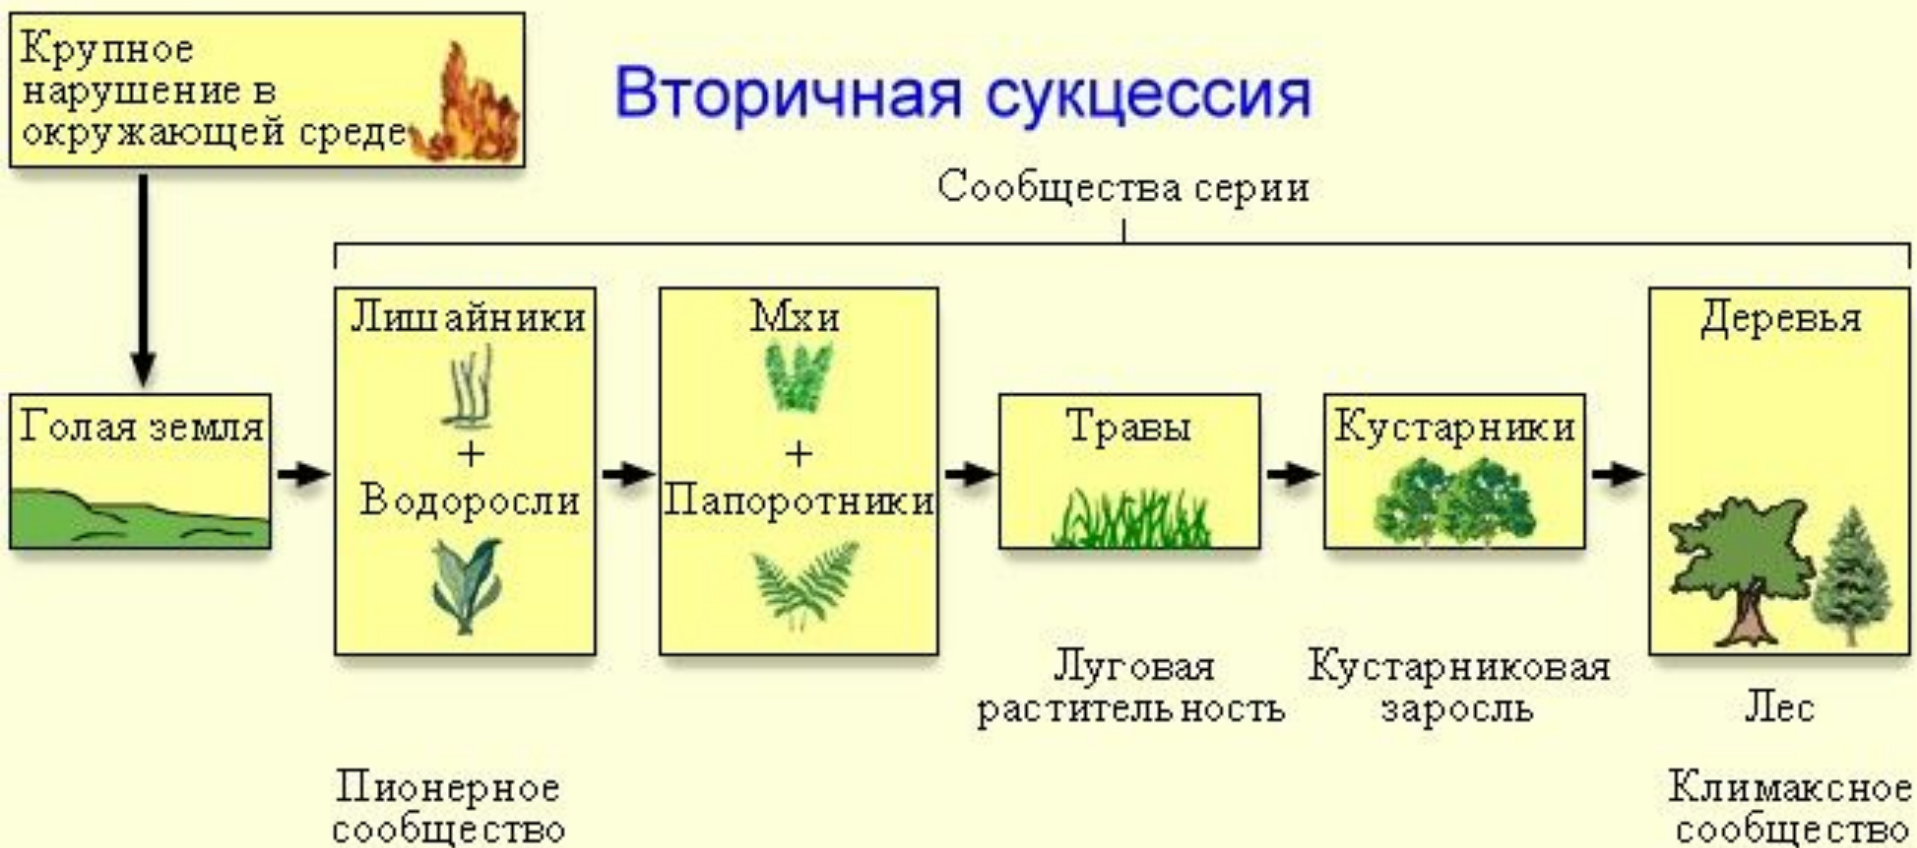 Крупное
нарушение в
окружающей среде
Вторичная сукцессия
Сообщества серии
Голая земля
Лишайники
+
Водоросли
Мхи
+
Папоротники
Травы
Кустарники
Деревья
Луговая
растительность
Кустарниковая
заросль
Лес
Пионерное
сообщество
Климаксное
сообщество